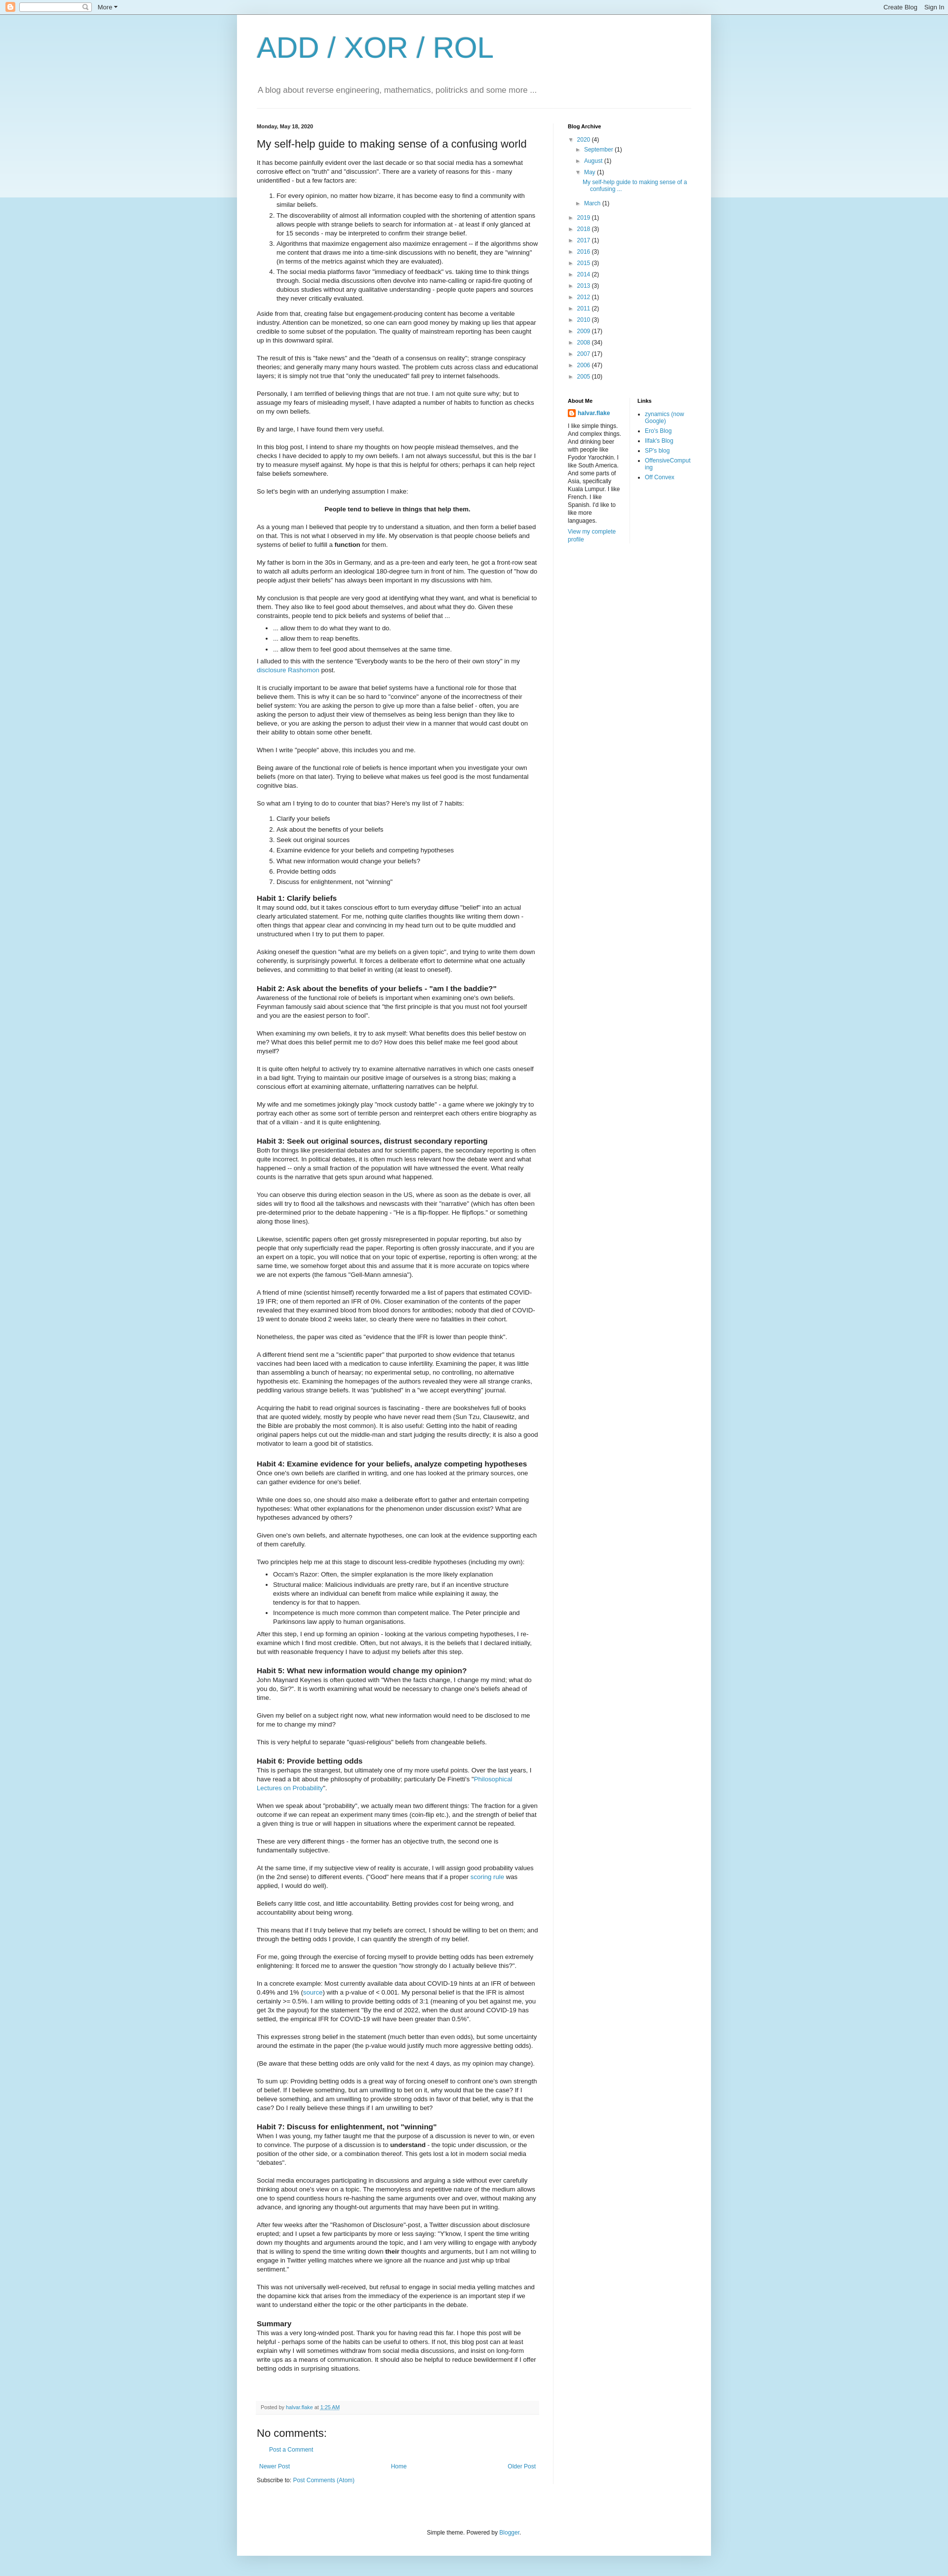 More
Create Blog Sign In
ADD / XOR / ROL
A blog about reverse engineering, mathematics, politricks and some more ...
Monday, May 18, 2020
My self-help guide to making sense of a confusing world
It has become painfully evident over the last decade or so that social media has a somewhat
corrosive effect on "truth" and "discussion". There are a variety of reasons for this - many
unidentified - but a few factors are:
1. For every opinion, no matter how bizarre, it has become easy to find a community with
similar beliefs.
2. The discoverability of almost all information coupled with the shortening of attention spans
allows people with strange beliefs to search for information that - at least if only glanced at
for 15 seconds - may be interpreted to confirm their strange belief.
3. Algorithms that maximize engagement also maximize enragement -- if the algorithm shows
me content that draws me into a time-sink discussions with no benefit, they are "winning"
(in terms of the metrics against which they are evaluated).
4. The social media platforms favor "immediacy of feedback" vs. taking time to think things
through. Social media discussions often devolve into name-calling or rapid-fire quoting of
dubious studies without any qualitative understanding - people quote papers and sources
they never critically evaluated.
Aside from that, creating false but engagement-producing content has become a veritable
industry. Attention can be monetized, so one can earn good money by making up lies that appear
credible to some subset of the population. The quality of mainstream reporting has been caught
up in this downward spiral.
The result of this is "fake news" and the "death of a consensus on reality"; strange conspiracy
theories; and generally many many hours wasted. The problem cuts across class and educational
layers; it is simply not true that "only the uneducated" fall prey to internet falsehoods.
Personally, I am terrified of believing things that are not true. I am not quite sure why; but to
assuage my fears of misleading myself, I have adapted a number of habits to function as checks
on my own beliefs.
By and large, I have found them very useful.
In this blog post, I intend to share my thoughts on how people mislead themselves, and the
checks I have decided to apply to my own beliefs. I am not always successful, but this is the bar I
try to measure myself against. My hope is that this is helpful for others; perhaps it can help reject
false beliefs somewhere.
So let's begin with an underlying assumption I make:
People tend to believe in things that help them.
As a young man I believed that people try to understand a situation, and then form a belief based
on that. This is not what I observed in my life. My observation is that people choose beliefs and
systems of belief to fulfill a function for them.
My father is born in the 30s in Germany, and as a pre-teen and early teen, he got a front-row seat
to watch all adults perform an ideological 180-degree turn in front of him. The question of "how do
people adjust their beliefs" has always been important in my discussions with him.
My conclusion is that people are very good at identifying what they want, and what is beneficial to
them. They also like to feel good about themselves, and about what they do. Given these
constraints, people tend to pick beliefs and systems of belief that ...
... allow them to do what they want to do.
... allow them to reap benefits.
... allow them to feel good about themselves at the same time.
I alluded to this with the sentence "Everybody wants to be the hero of their own story" in my
disclosure Rashomon post.
It is crucially important to be aware that belief systems have a functional role for those that
believe them. This is why it can be so hard to "convince" anyone of the incorrectness of their
belief system: You are asking the person to give up more than a false belief - often, you are
asking the person to adjust their view of themselves as being less benign than they like to
believe, or you are asking the person to adjust their view in a manner that would cast doubt on
their ability to obtain some other benefit.
When I write "people" above, this includes you and me.
Being aware of the functional role of beliefs is hence important when you investigate your own
beliefs (more on that later). Trying to believe what makes us feel good is the most fundamental
cognitive bias.
So what am I trying to do to counter that bias? Here's my list of 7 habits:
1. Clarify your beliefs
2. Ask about the benefits of your beliefs
3. Seek out original sources
4. Examine evidence for your beliefs and competing hypotheses
5. What new information would change your beliefs?
6. Provide betting odds
7. Discuss for enlightenment, not "winning"
Habit 1: Clarify beliefs
It may sound odd, but it takes conscious effort to turn everyday diffuse "belief" into an actual
clearly articulated statement. For me, nothing quite clarifies thoughts like writing them down -
often things that appear clear and convincing in my head turn out to be quite muddled and
unstructured when I try to put them to paper.
Asking oneself the question "what are my beliefs on a given topic", and trying to write them down
coherently, is surprisingly powerful. It forces a deliberate effort to determine what one actually
believes, and committing to that belief in writing (at least to oneself).
Habit 2: Ask about the benefits of your beliefs - "am I the baddie?"
Awareness of the functional role of beliefs is important when examining one's own beliefs.
Feynman famously said about science that "the first principle is that you must not fool yourself
and you are the easiest person to fool".
When examining my own beliefs, it try to ask myself: What benefits does this belief bestow on
me? What does this belief permit me to do? How does this belief make me feel good about
myself?
It is quite often helpful to actively try to examine alternative narratives in which one casts oneself
in a bad light. Trying to maintain our positive image of ourselves is a strong bias; making a
conscious effort at examining alternate, unflattering narratives can be helpful.
My wife and me sometimes jokingly play "mock custody battle" - a game where we jokingly try to
portray each other as some sort of terrible person and reinterpret each others entire biography as
that of a villain - and it is quite enlightening.
Habit 3: Seek out original sources, distrust secondary reporting
Both for things like presidential debates and for scientific papers, the secondary reporting is often
quite incorrect. In political debates, it is often much less relevant how the debate went and what
happened -- only a small fraction of the population will have witnessed the event. What really
counts is the narrative that gets spun around what happened.
You can observe this during election season in the US, where as soon as the debate is over, all
sides will try to flood all the talkshows and newscasts with their "narrative" (which has often been
pre-determined prior to the debate happening - "He is a flip-flopper. He flipflops." or something
along those lines).
Likewise, scientific papers often get grossly misrepresented in popular reporting, but also by
people that only superficially read the paper. Reporting is often grossly inaccurate, and if you are
an expert on a topic, you will notice that on your topic of expertise, reporting is often wrong; at the
same time, we somehow forget about this and assume that it is more accurate on topics where
we are not experts (the famous "Gell-Mann amnesia").
A friend of mine (scientist himself) recently forwarded me a list of papers that estimated COVID-
19 IFR; one of them reported an IFR of 0%. Closer examination of the contents of the paper
revealed that they examined blood from blood donors for antibodies; nobody that died of COVID-
19 went to donate blood 2 weeks later, so clearly there were no fatalities in their cohort.
Nonetheless, the paper was cited as "evidence that the IFR is lower than people think".
A different friend sent me a "scientific paper" that purported to show evidence that tetanus
vaccines had been laced with a medication to cause infertility. Examining the paper, it was little
than assembling a bunch of hearsay; no experimental setup, no controlling, no alternative
hypothesis etc. Examining the homepages of the authors revealed they were all strange cranks,
peddling various strange beliefs. It was "published" in a "we accept everything" journal.
Acquiring the habit to read original sources is fascinating - there are bookshelves full of books
that are quoted widely, mostly by people who have never read them (Sun Tzu, Clausewitz, and
the Bible are probably the most common). It is also useful: Getting into the habit of reading
original papers helps cut out the middle-man and start judging the results directly; it is also a good
motivator to learn a good bit of statistics.
Habit 4: Examine evidence for your beliefs, analyze competing hypotheses
Once one's own beliefs are clarified in writing, and one has looked at the primary sources, one
can gather evidence for one's belief.
While one does so, one should also make a deliberate effort to gather and entertain competing
hypotheses: What other explanations for the phenomenon under discussion exist? What are
hypotheses advanced by others?
Given one's own beliefs, and alternate hypotheses, one can look at the evidence supporting each
of them carefully.
Two principles help me at this stage to discount less-credible hypotheses (including my own):
Occam's Razor: Often, the simpler explanation is the more likely explanation
Structural malice: Malicious individuals are pretty rare, but if an incentive structure
exists where an individual can benefit from malice while explaining it away, the
tendency is for that to happen.
Incompetence is much more common than competent malice. The Peter principle and
Parkinsons law apply to human organisations.
After this step, I end up forming an opinion - looking at the various competing hypotheses, I re-
examine which I find most credible. Often, but not always, it is the beliefs that I declared initially,
but with reasonable frequency I have to adjust my beliefs after this step.
Habit 5: What new information would change my opinion?
John Maynard Keynes is often quoted with "When the facts change, I change my mind; what do
you do, Sir?". It is worth examining what would be necessary to change one's beliefs ahead of
time.
Given my belief on a subject right now, what new information would need to be disclosed to me
for me to change my mind?
This is very helpful to separate "quasi-religious" beliefs from changeable beliefs.
Habit 6: Provide betting odds
This is perhaps the strangest, but ultimately one of my more useful points. Over the last years, I
have read a bit about the philosophy of probability; particularly De Finetti's "Philosophical
Lectures on Probability".
When we speak about "probability", we actually mean two different things: The fraction for a given
outcome if we can repeat an experiment many times (coin-flip etc.), and the strength of belief that
a given thing is true or will happen in situations where the experiment cannot be repeated.
These are very different things - the former has an objective truth, the second one is
fundamentally subjective.
At the same time, if my subjective view of reality is accurate, I will assign good probability values
(in the 2nd sense) to different events. ("Good" here means that if a proper scoring rule was
applied, I would do well).
Beliefs carry little cost, and little accountability. Betting provides cost for being wrong, and
accountability about being wrong.
This means that if I truly believe that my beliefs are correct, I should be willing to bet on them; and
through the betting odds I provide, I can quantify the strength of my belief.
For me, going through the exercise of forcing myself to provide betting odds has been extremely
enlightening: It forced me to answer the question "how strongly do I actually believe this?".
In a concrete example: Most currently available data about COVID-19 hints at an IFR of between
0.49% and 1% (source) with a p-value of < 0.001. My personal belief is that the IFR is almost
certainly >= 0.5%. I am willing to provide betting odds of 3:1 (meaning of you bet against me, you
get 3x the payout) for the statement "By the end of 2022, when the dust around COVID-19 has
settled, the empirical IFR for COVID-19 will have been greater than 0.5%".
This expresses strong belief in the statement (much better than even odds), but some uncertainty
around the estimate in the paper (the p-value would justify much more aggressive betting odds).
(Be aware that these betting odds are only valid for the next 4 days, as my opinion may change).
To sum up: Providing betting odds is a great way of forcing oneself to confront one's own strength
of belief. If I believe something, but am unwilling to bet on it, why would that be the case? If I
believe something, and am unwilling to provide strong odds in favor of that belief, why is that the
case? Do I really believe these things if I am unwilling to bet?
Habit 7: Discuss for enlightenment, not "winning"
When I was young, my father taught me that the purpose of a discussion is never to win, or even
to convince. The purpose of a discussion is to understand - the topic under discussion, or the
position of the other side, or a combination thereof. This gets lost a lot in modern social media
"debates".
Social media encourages participating in discussions and arguing a side without ever carefully
thinking about one's view on a topic. The memoryless and repetitive nature of the medium allows
one to spend countless hours re-hashing the same arguments over and over, without making any
advance, and ignoring any thought-out arguments that may have been put in writing.
After few weeks after the "Rashomon of Disclosure"-post, a Twitter discussion about disclosure
erupted; and I upset a few participants by more or less saying: "Y'know, I spent the time writing
down my thoughts and arguments around the topic, and I am very willing to engage with anybody
that is willing to spend the time writing down their thoughts and arguments, but I am not willing to
engage in Twitter yelling matches where we ignore all the nuance and just whip up tribal
sentiment."
This was not universally well-received, but refusal to engage in social media yelling matches and
the dopamine kick that arises from the immediacy of the experience is an important step if we
want to understand either the topic or the other participants in the debate.
Summary
This was a very long-winded post. Thank you for having read this far. I hope this post will be
helpful - perhaps some of the habits can be useful to others. If not, this blog post can at least
explain why I will sometimes withdraw from social media discussions, and insist on long-form
write ups as a means of communication. It should also be helpful to reduce bewilderment if I offer
betting odds in surprising situations.
Posted by halvar.flake at 1:25 AM
No comments:
Post a Comment
Newer Post Home Older Post
Subscribe to: Post Comments (Atom)
Blog Archive
▼ 2020 (4)
► September (1)
► August (1)
▼ May (1)
My self-help guide to making sense of a
confusing ...
► March (1)
► 2019 (1)
► 2018 (3)
► 2017 (1)
► 2016 (3)
► 2015 (3)
► 2014 (2)
► 2013 (3)
► 2012 (1)
► 2011 (2)
► 2010 (3)
► 2009 (17)
► 2008 (34)
► 2007 (17)
► 2006 (47)
► 2005 (10)
About Me
halvar.flake
I like simple things.
And complex things.
And drinking beer
with people like
Fyodor Yarochkin. I
like South America.
And some parts of
Asia, specifically
Kuala Lumpur. I like
French. I like
Spanish. I'd like to
like more
languages.
View my complete
profile
Links
zynamics (now
Google)
Ero's Blog
Ilfak's Blog
SP's blog
OffensiveComput
ing
Off Convex
Simple theme. Powered by Blogger.